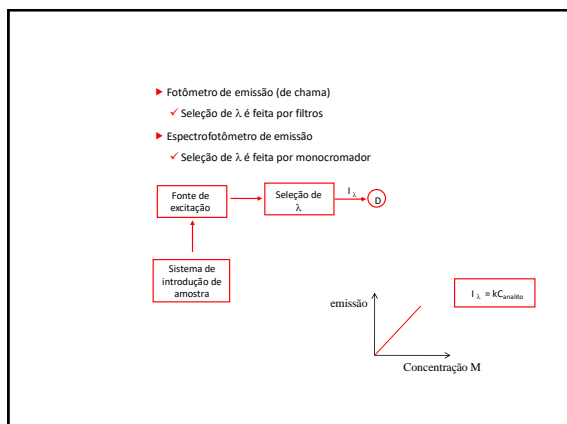 Fotômetro de emissão (de chama)
Seleção de λ é feita por filtros
Espectrofotômetro de emissão
Seleção de λ é feita por monocromador
Fonte de
excitação
Seleção de
λ
I λ
D
Sistema de
introdução de
amostra
emissão
I λ = kCanalito
Concentração M